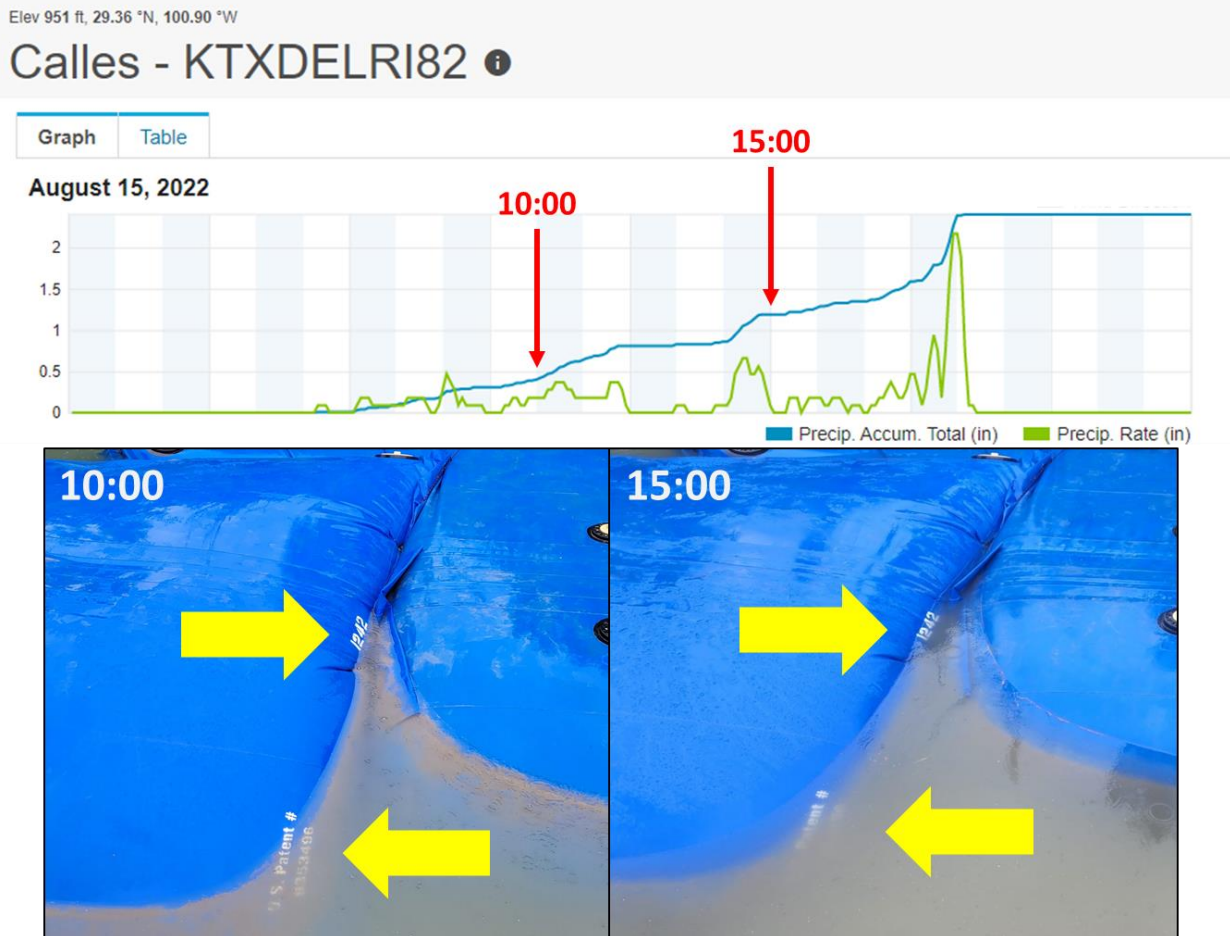 Elev 951 ft, 29.36 °N, 100.90 °W
Calles - KTXDELRI82
Graph Table
August 15, 2022
10:00
15:00
2
1.5
1
0.5
0
Precip. Accum. Total (in) Precip. Rate (in)
10:00
15:00
1242
1242
U.S. Patent #